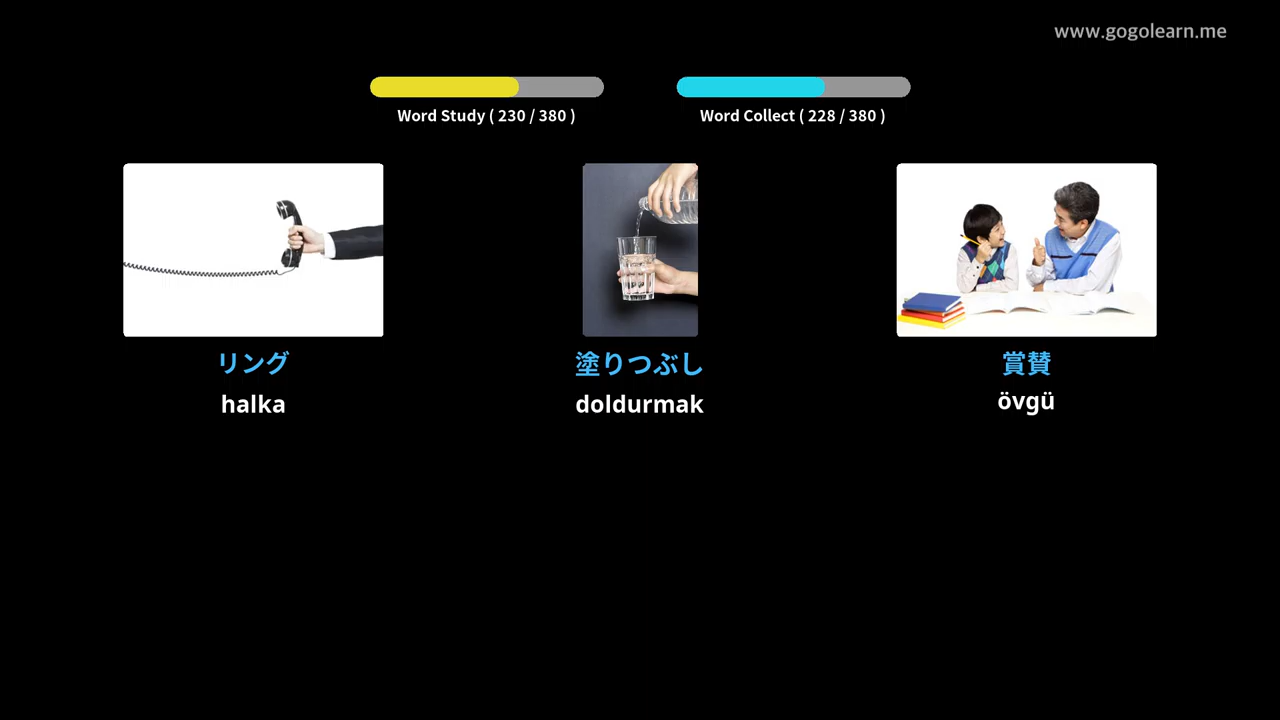 www.gogolearn.me
Word Study ( 230 / 380 )
Word Collect ( 228 / 380 )
リング
halka
塗りつぶし
doldurmak
賞賛
övgü